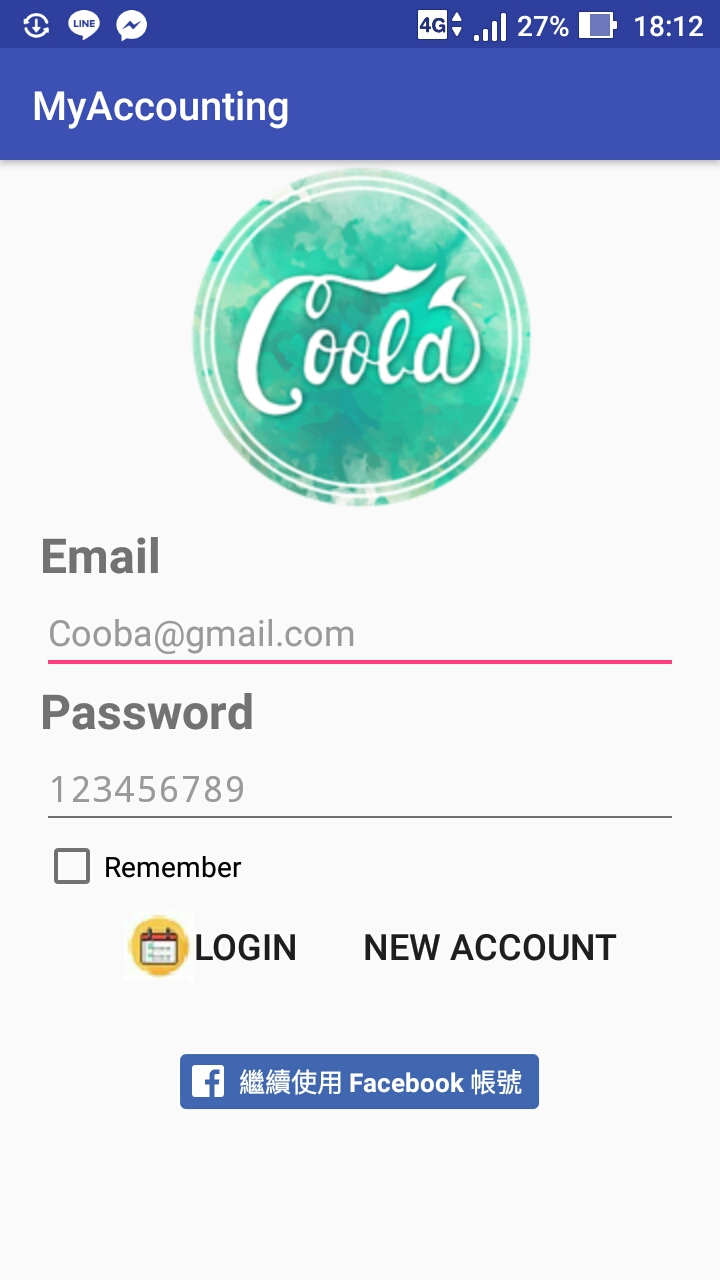 LINE
4G 27% 18:12
MyAccounting
Coola
Email
Cooba@gmail.com
Password
123456789
Remember
LOGIN NEW ACCOUNT
繼續使用 Facebook 帳號